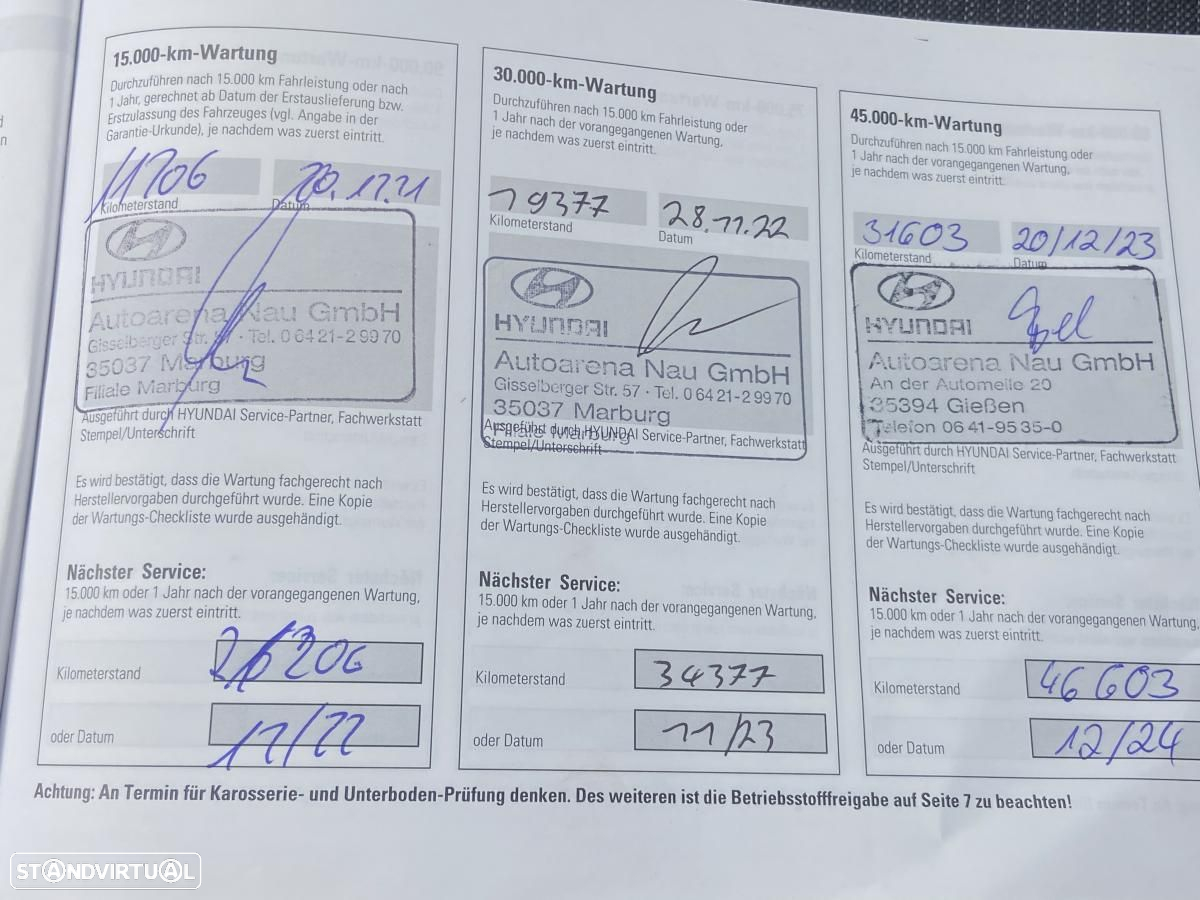 15.000-km-Wartung
Durchzuführen nach 15.000 km Fahrleistung oder nach
1 Jahr, gerechnet ab Datum der Erstauslieferung bzw.
Erstzulassung des Fahrzeuges (vgl. Angabe in der
Garantie-Urkunde), je nachdem was zuerst eintritt.
11206
Kilometerstand
Datum
HYUNDAI
Autoarena Nau GmbH
Gisselberger Str. 57 · Tel. 0 64 21-2 99 70
35037 Marburg
Filiale Marburg
Ausgeführt durch HYUNDAI Service-Partner, Fachwerkstatt
Stempel/Unterschrift
Es wird bestätigt, dass die Wartung fachgerecht nach
Herstellervorgaben durchgeführt wurde. Eine Kopie
der Wartungs-Checkliste wurde ausgehändigt.
Nächster Service:
15.000 km oder 1 Jahr nach der vorangegangenen Wartung,
je nachdem was zuerst eintritt.
Kilometerstand 26206
oder Datum
30.000-km-Wartung
Durchzuführen nach 15.000 km Fahrleistung oder
1 Jahr nach der vorangegangenen Wartung,
je nachdem was zuerst eintritt.
19377 28.11.22
Kilometerstand Datum
HYUNDAI
Autoarena Nau GmbH
Gisselberger Str. 57 · Tel. 0 64 21-2 99 70
35037 Marburg
Filiale Marburg
Ausgeführt durch HYUNDAI Service-Partner, Fachwerkstatt
Stempel/Unterschrift
Es wird bestätigt, dass die Wartung fachgerecht nach
Herstellervorgaben durchgeführt wurde. Eine Kopie
der Wartungs-Checkliste wurde ausgehändigt.
Nächster Service:
15.000 km oder 1 Jahr nach der vorangegangenen Wartung,
je nachdem was zuerst eintritt.
Kilometerstand 34377
oder Datum 11/23
45.000-km-Wartung
Durchzuführen nach 15.000 km Fahrleistung oder
1 Jahr nach der vorangegangenen Wartung,
je nachdem was zuerst eintritt.
31603 20/12/23
Kilometerstand Datum
HYUNDAI
Autoarena Nau GmbH
An der Automeile 20
35394 Gießen
Telefon 06 41-95 35-0
Ausgeführt durch HYUNDAI Service-Partner, Fachwerkstatt
Stempel/Unterschrift
Es wird bestätigt, dass die Wartung fachgerecht nach
Herstellervorgaben durchgeführt wurde. Eine Kopie
der Wartungs-Checkliste wurde ausgehändigt.
Nächster Service:
15.000 km oder 1 Jahr nach der vorangegangenen Wartung,
je nachdem was zuerst eintritt.
Kilometerstand 46603
oder Datum 12/24
Achtung: An Termin für Karosserie- und Unterboden-Prüfung denken. Des weiteren ist die Betriebsstofffreigabe auf Seite 7 zu beachten!
STANDVIRTUAL